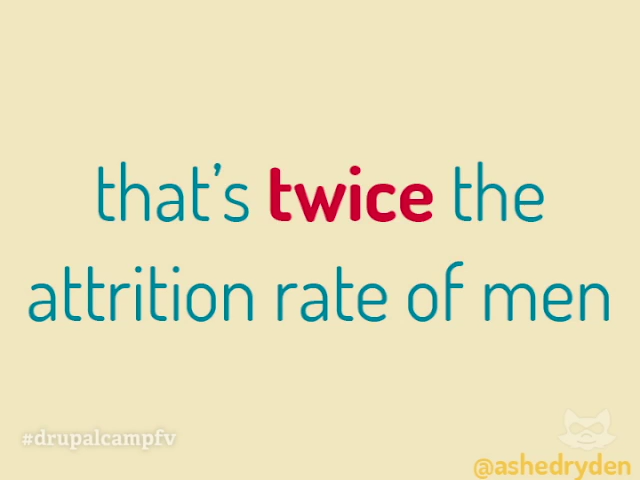 that’s twice the
attrition rate of men
#drupalcampfv
@ashedryden